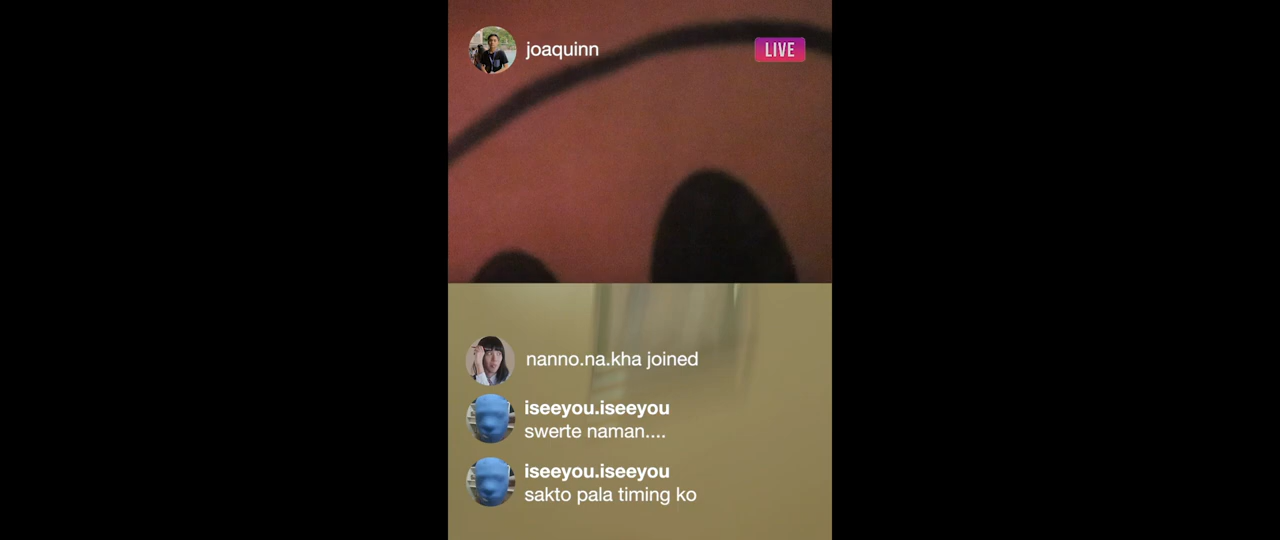 joaquinn
LIVE
nanno.na.kha joined
iseeyou.iseeyou
swerte naman....
iseeyou.iseeyou
sakto pala timing ko